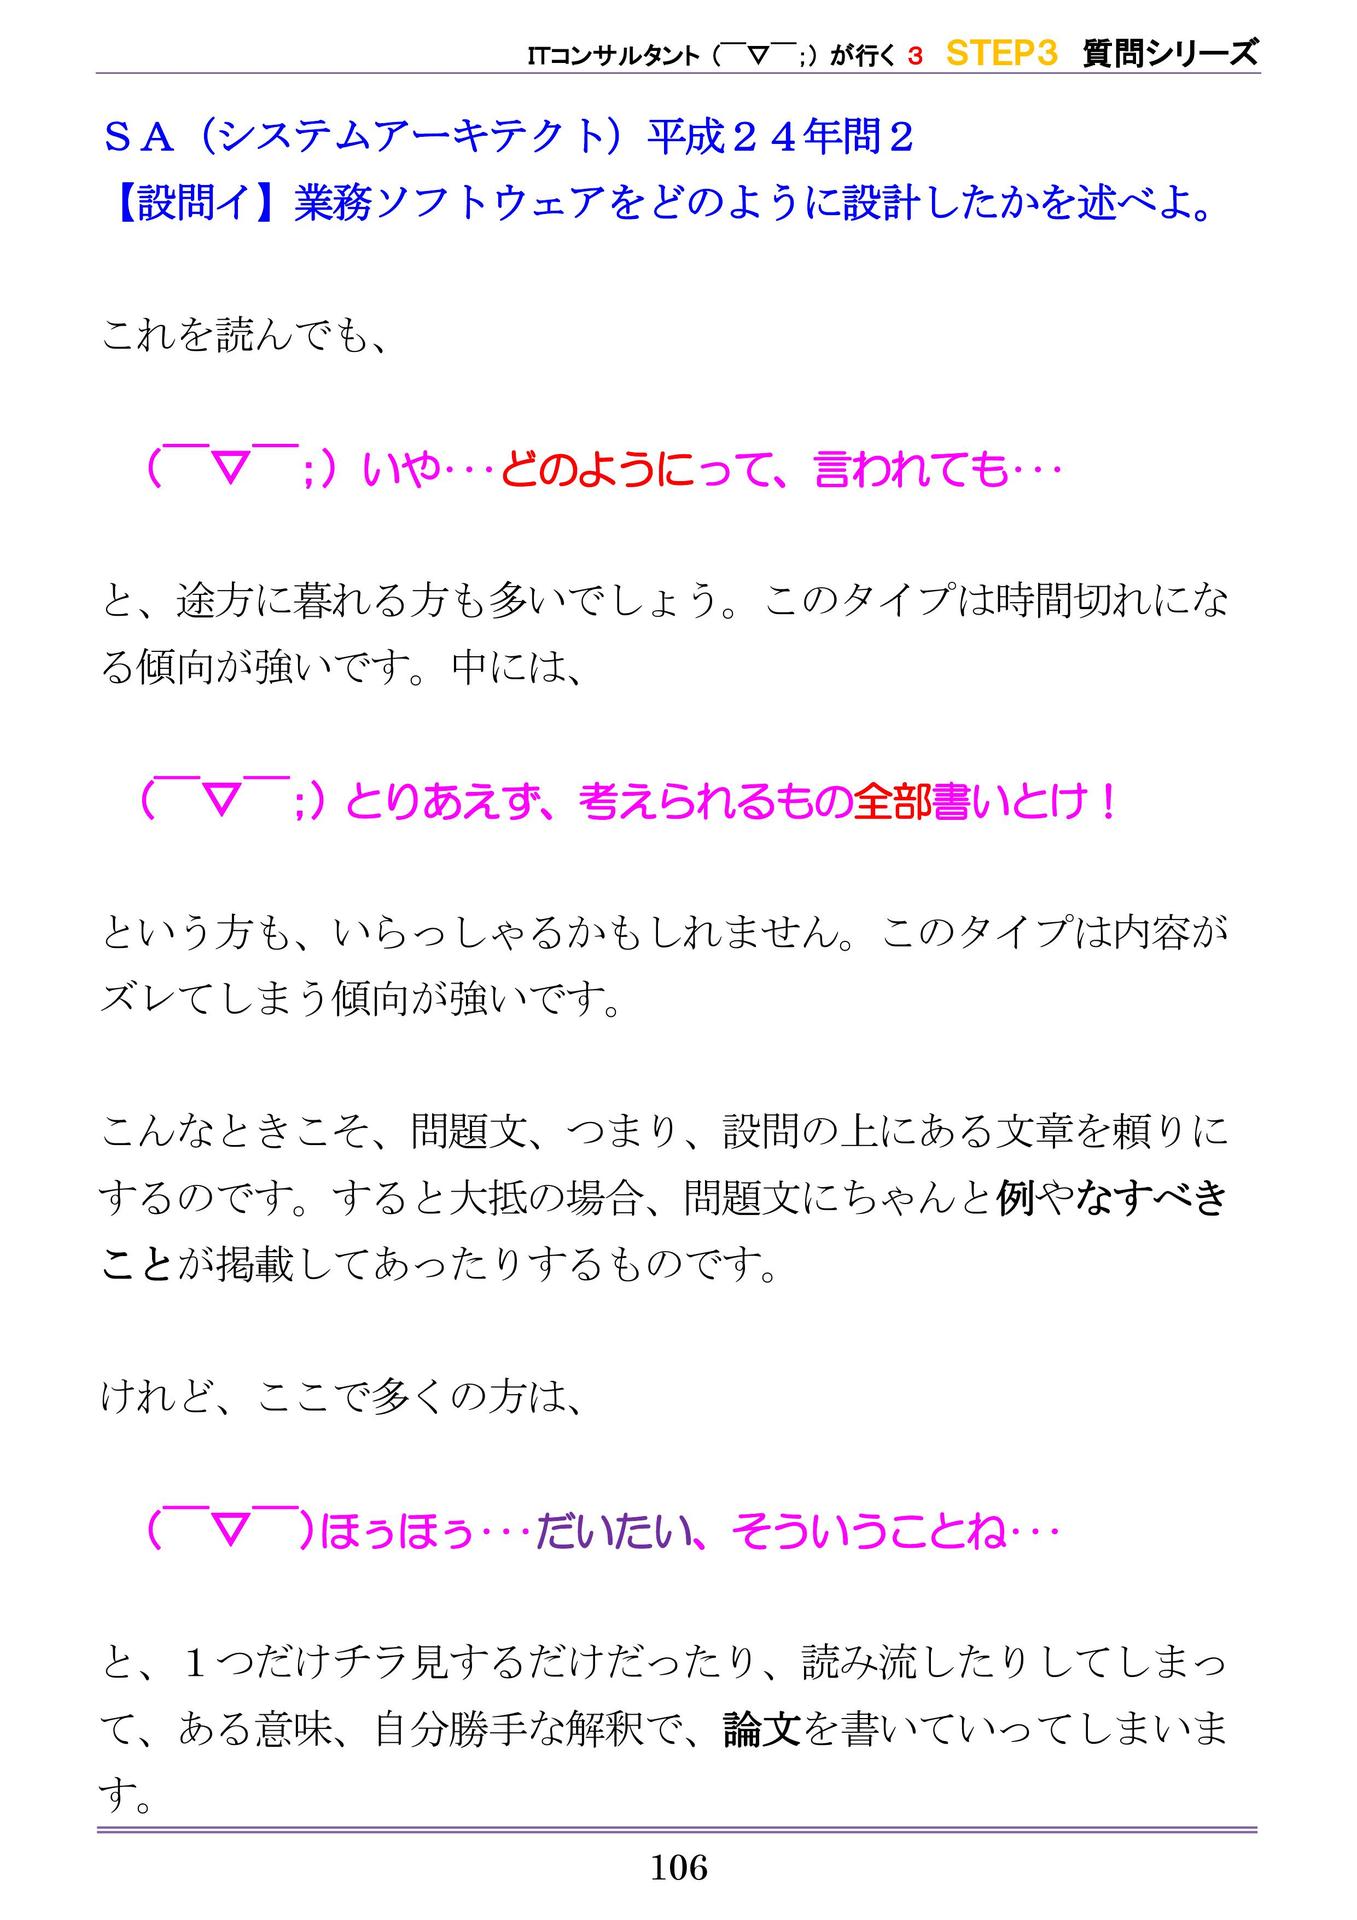 ITコンサルタント（￣▽￣；）が行く 3 STEP3 質問シリーズ
ＳＡ（システムアーキテクト）平成２４年問２
【設問イ】業務ソフトウェアをどのように設計したかを述べよ。
これを読んでも、
（￣▽￣；）いや・・・どのようにって、言われても・・・
と、途方に暮れる方も多いでしょう。このタイプは時間切れにな
る傾向が強いです。中には、
（￣▽￣；）とりあえず、考えられるもの全部書いとけ！
という方も、いらっしゃるかもしれません。このタイプは内容が
ズレてしまう傾向が強いです。
こんなときこそ、問題文、つまり、設問の上にある文章を頼りに
するのです。すると大抵の場合、問題文にちゃんと例やなすべき
ことが掲載してあったりするものです。
けれど、ここで多くの方は、
（￣▽￣）ほぅほぅ・・・だいたい、そういうことね・・・
と、１つだけチラ見するだけだったり、読み流したりしてしまっ
て、ある意味、自分勝手な解釈で、論文を書いていってしまいま
す。
106